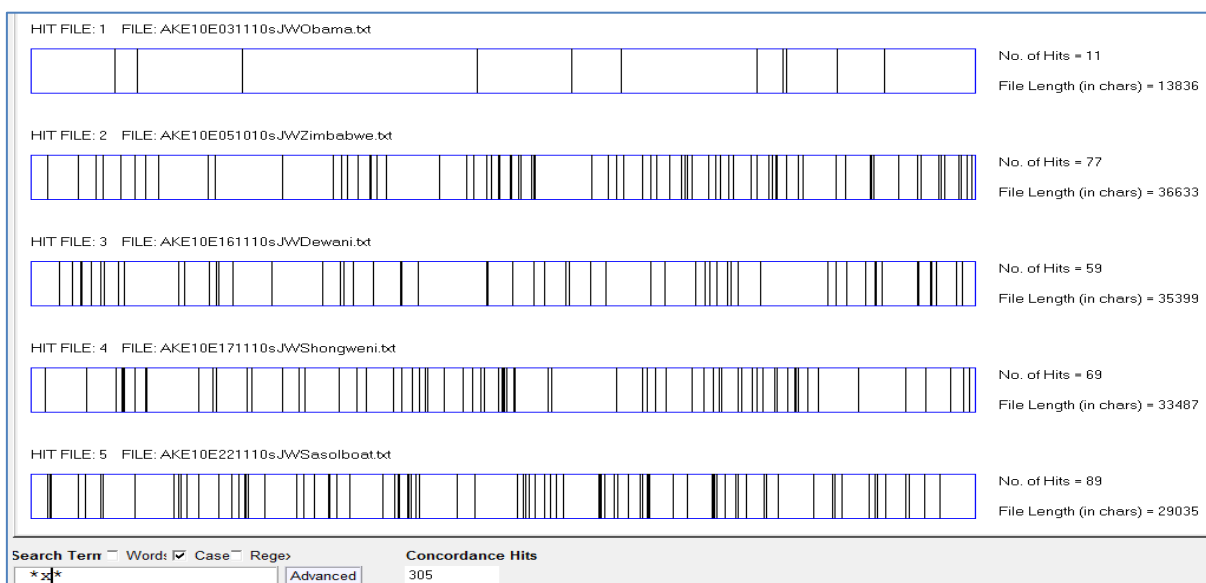 HIT FILE: 1 FILE: AKE10E031110sJWObama.txt
No. of Hits = 11
File Length (in chars) = 13836
HIT FILE: 2 FILE: AKE10E051010sJWZimbabwe.txt
No. of Hits = 77
File Length (in chars) = 36633
HIT FILE: 3 FILE: AKE10E161110sJWDewani.txt
No. of Hits = 59
File Length (in chars) = 35399
HIT FILE: 4 FILE: AKE10E171110sJWShongweni.txt
No. of Hits = 69
File Length (in chars) = 33487
HIT FILE: 5 FILE: AKE10E221110sJWSasolboat.txt
No. of Hits = 89
File Length (in chars) = 29035
Search Term Words Case Regex Concordance Hits
*x* Advanced 305